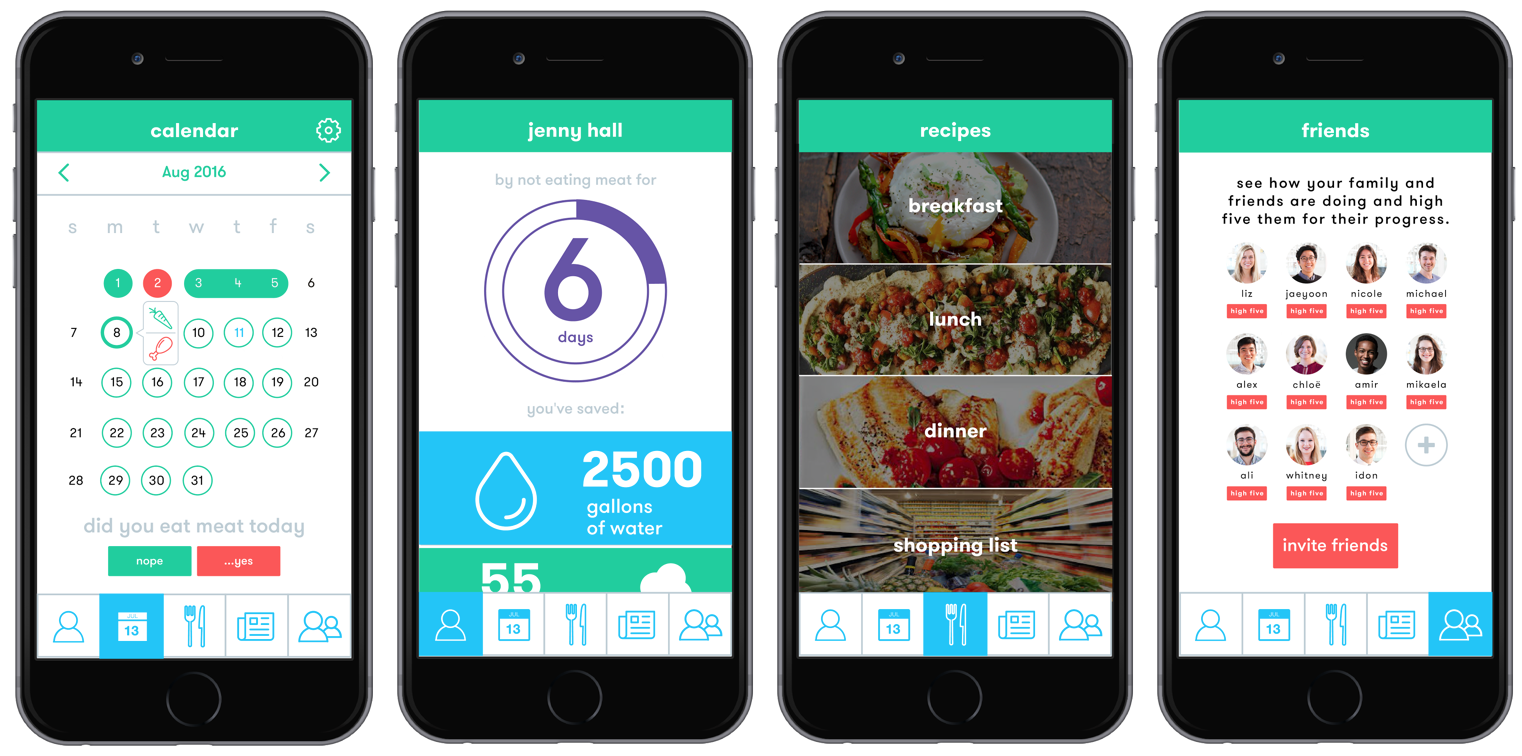 calendar
Aug 2016
s m t w t f s
1 2 3 4 5 6
7 8 10 11 12 13
14 15 16 17 18 19 20
21 22 23 24 25 26 27
28 29 30 31
did you eat meat today
nope ...yes
JUL
13
jenny hall
by not eating meat for
6
days
you've saved:
2500
gallons
of water
55
JUL
13
recipes
breakfast
lunch
dinner
shopping list
JUL
13
friends
see how your family and
friends are doing and high
five them for their progress.
liz jaeyoon nicole michael
high five high five high five high five
alex chloë amir mikaela
high five high five high five high five
ali whitney idon
high five high five high five
invite friends
JUL
13